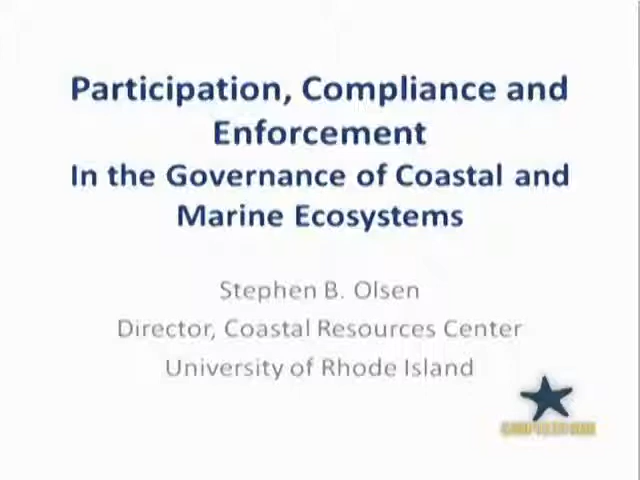 Participation, Compliance and
Enforcement
In the Governance of Coastal and
Marine Ecosystems
Stephen B. Olsen
Director, Coastal Resources Center
University of Rhode Island